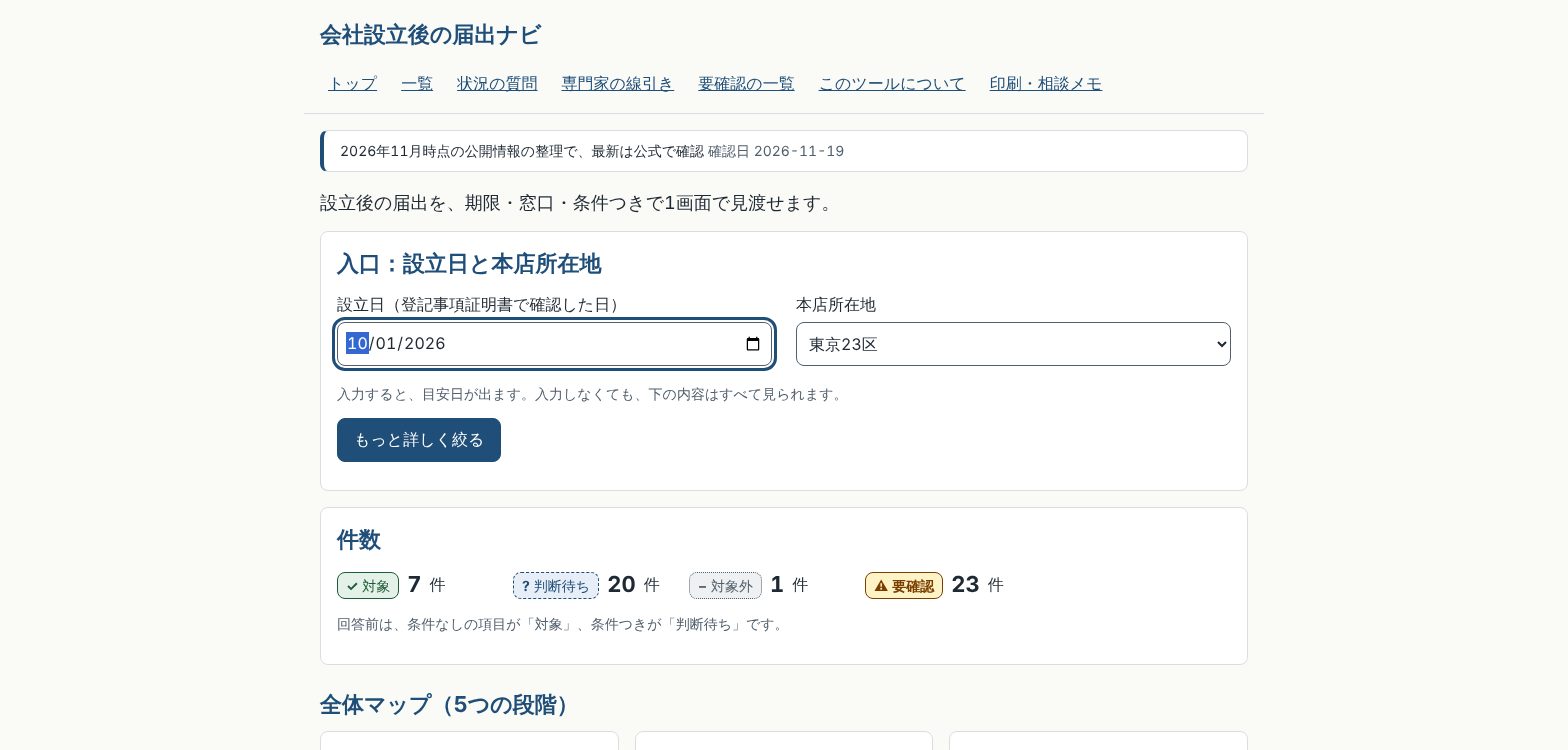 会社設立後の届出ナビ
トップ 一覧 状況の質問 専門家の線引き 要確認の一覧 このツールについて 印刷・相談メモ
2026年11月時点の公開情報の整理で、最新は公式で確認 確認日 2026-11-19
設立後の届出を、期限・窓口・条件つきで1画面で見渡せます。
入口：設立日と本店所在地
設立日（登記事項証明書で確認した日） 本店所在地
10/01/2026 東京23区
入力すると、目安日が出ます。入力しなくても、下の内容はすべて見られます。
もっと詳しく絞る
件数
✓ 対象 7 件 ? 判断待ち 20 件 – 対象外 1 件 ⚠ 要確認 23 件
回答前は、条件なしの項目が「対象」、条件つきが「判断待ち」です。
全体マップ（5つの段階）